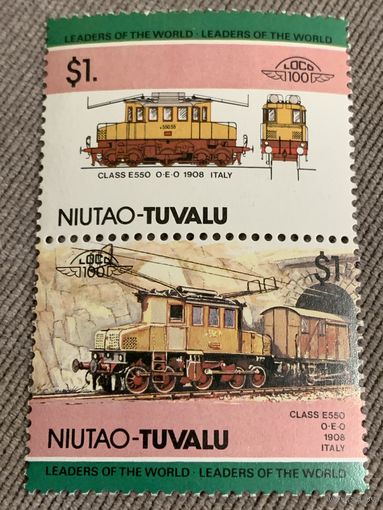 LEADERS OF THE WORLD · LEADERS OF THE WORLD
$1.
LOCO
100
CLASS E550 O·E·O 1908 ITALY
NIUTAO-TUVALU
LOCO
100
$1
CLASS E550
O·E·O
1908
ITALY
NIUTAO-TUVALU
LEADERS OF THE WORLD · LEADERS OF THE WORLD